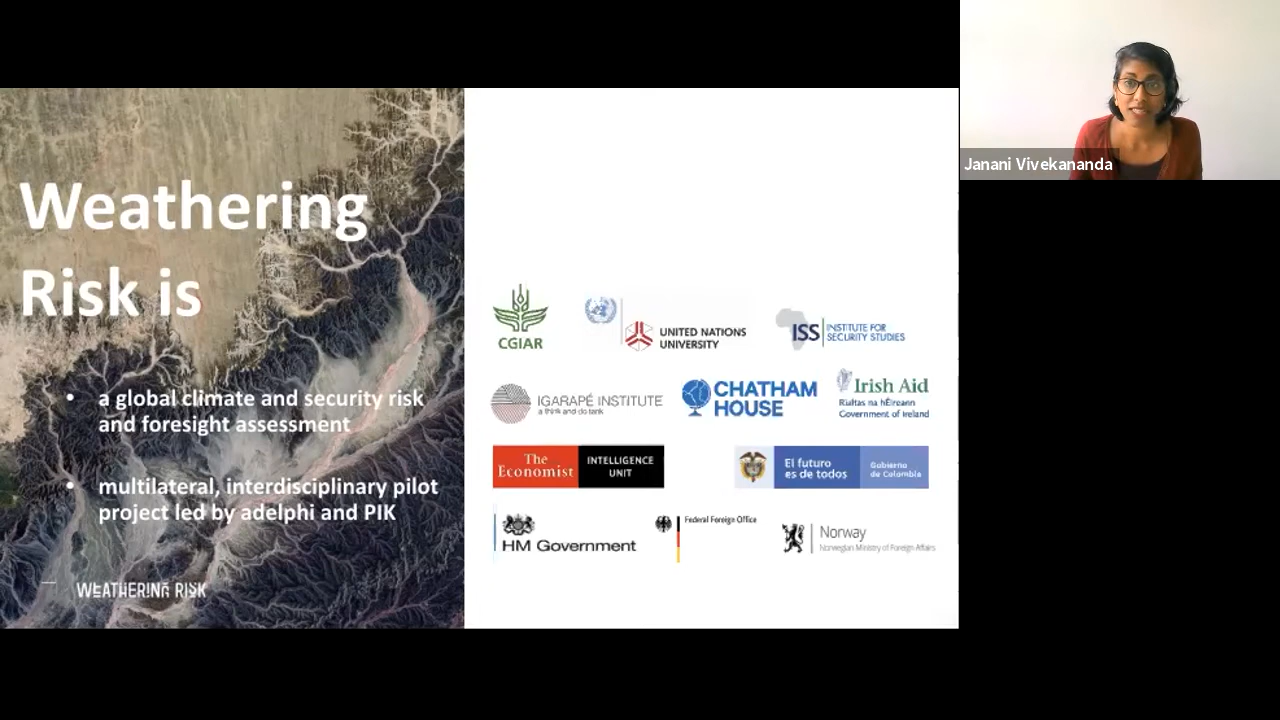 Weathering
Risk is
• a global climate and security risk
and foresight assessment
• multilateral, interdisciplinary pilot
project led by adelphi and PIK
WEATHERING RISK
CGIAR
UNITED NATIONS
UNIVERSITY
ISS INSTITUTE FOR
SECURITY STUDIES
IGARAPÉ INSTITUTE
a think and do tank
CHATHAM
HOUSE
Irish Aid
Rialtas na hÉireann
Government of Ireland
The
Economist
INTELLIGENCE
UNIT
El futuro
es de todos
Gobierno
de Colombia
HM Government
Federal Foreign Office
Norway
Norwegian Ministry of Foreign Affairs
Janani Vivekananda